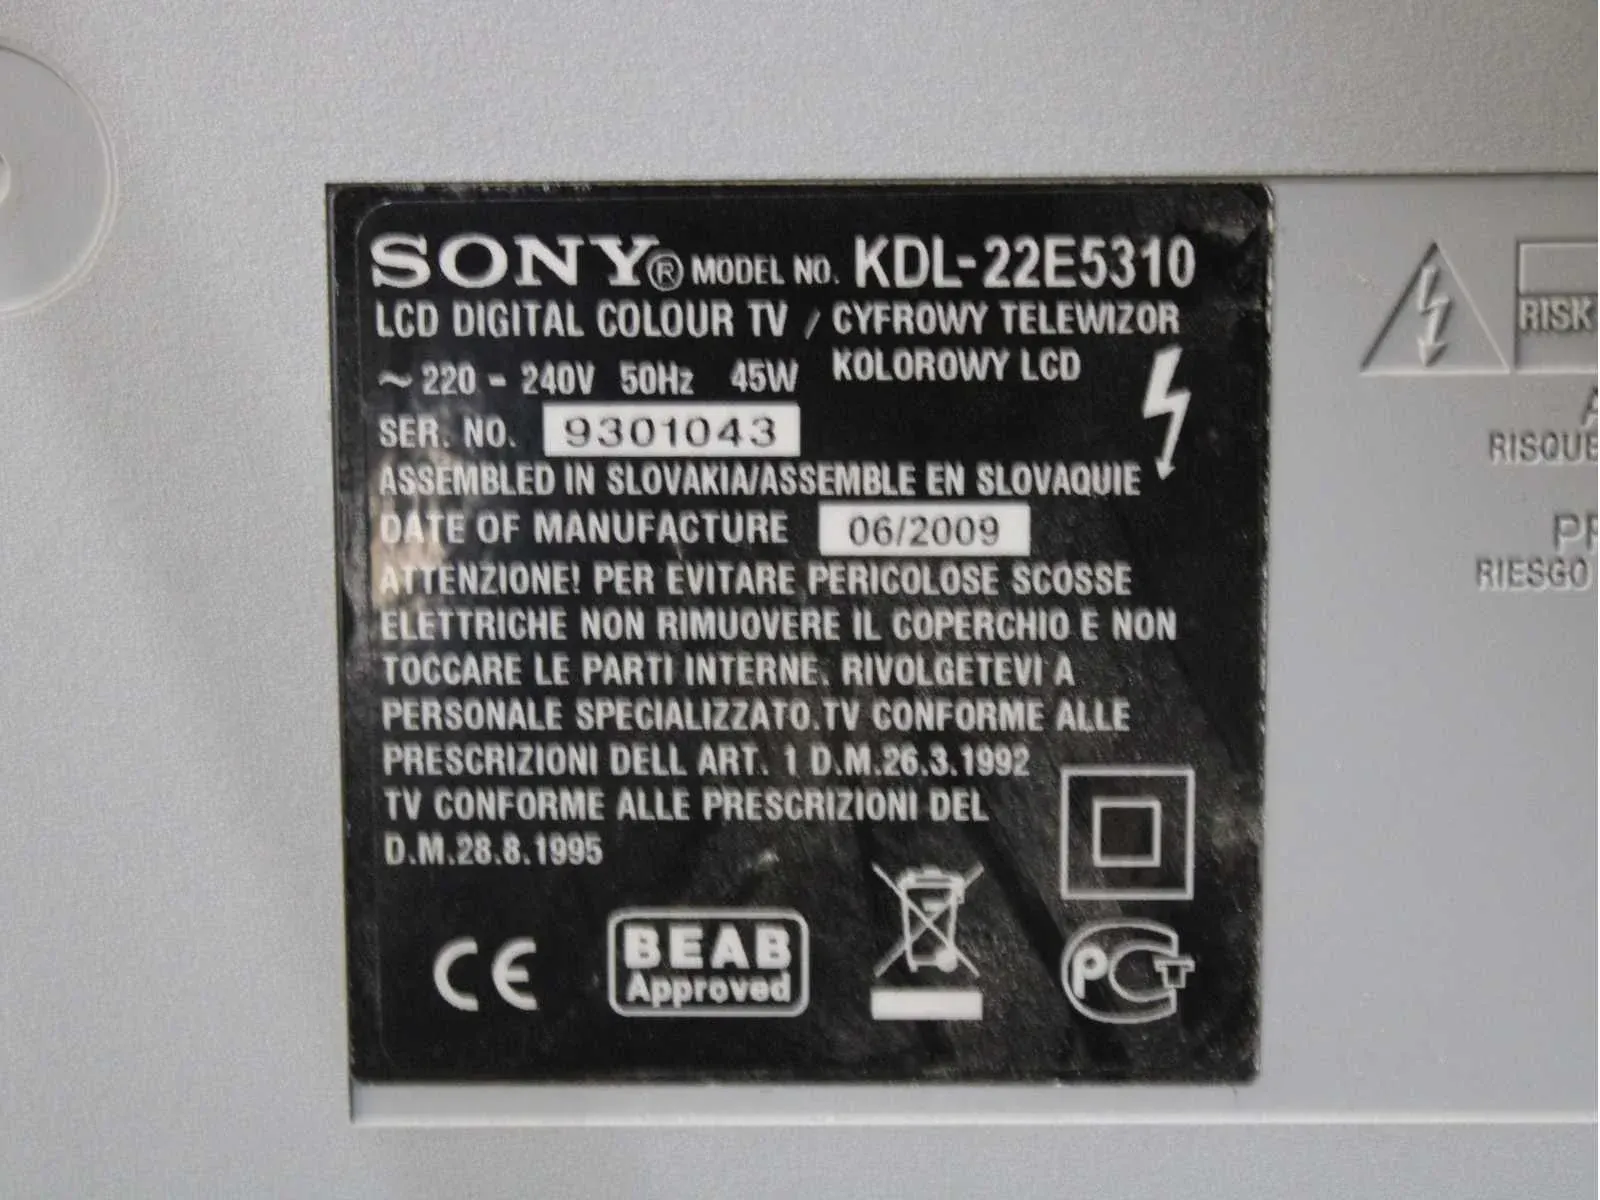 SONY® MODEL NO. KDL-22E5310
LCD DIGITAL COLOUR TV / CYFROWY TELEWIZOR
KOLOROWY LCD
~ 220 - 240V 50Hz 45W
SER. NO. 9301043
ASSEMBLED IN SLOVAKIA/ASSEMBLE EN SLOVAQUIE
DATE OF MANUFACTURE 06/2009
ATTENZIONE! PER EVITARE PERICOLOSE SCOSSE
ELETTRICHE NON RIMUOVERE IL COPERCHIO E NON
TOCCARE LE PARTI INTERNE. RIVOLGETEVI A
PERSONALE SPECIALIZZATO.TV CONFORME ALLE
PRESCRIZIONI DELL ART. 1 D.M.26.3.1992
TV CONFORME ALLE PRESCRIZIONI DEL
D.M.28.8.1995
CE
BEAB
Approved
PCT
RISK
RISQUE
RIESGO